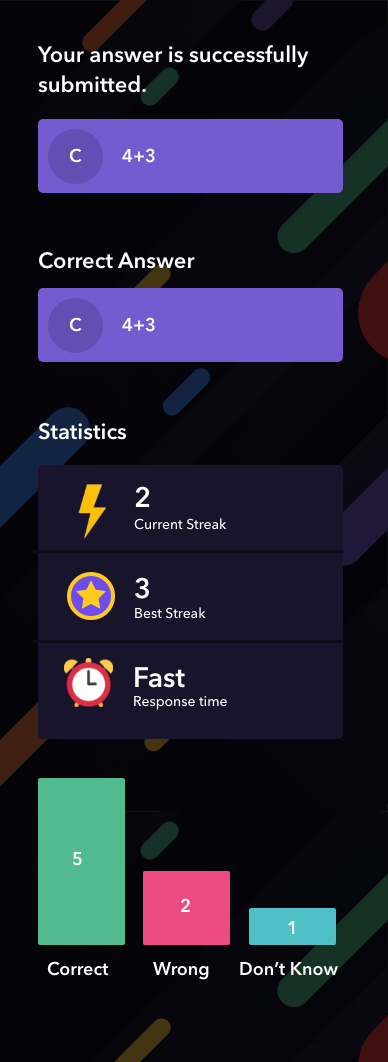 Your answer is successfully
submitted.
C 4+3
Correct Answer
C 4+3
Statistics
2
Current Streak
3
Best Streak
Fast
Response time
5
2
1
Correct Wrong Don't Know